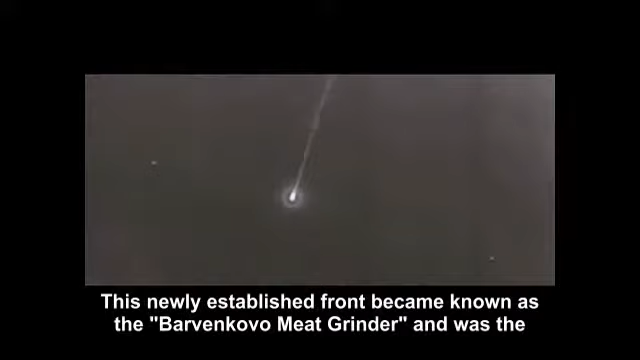 This newly established front became known as
the "Barvenkovo Meat Grinder" and was the